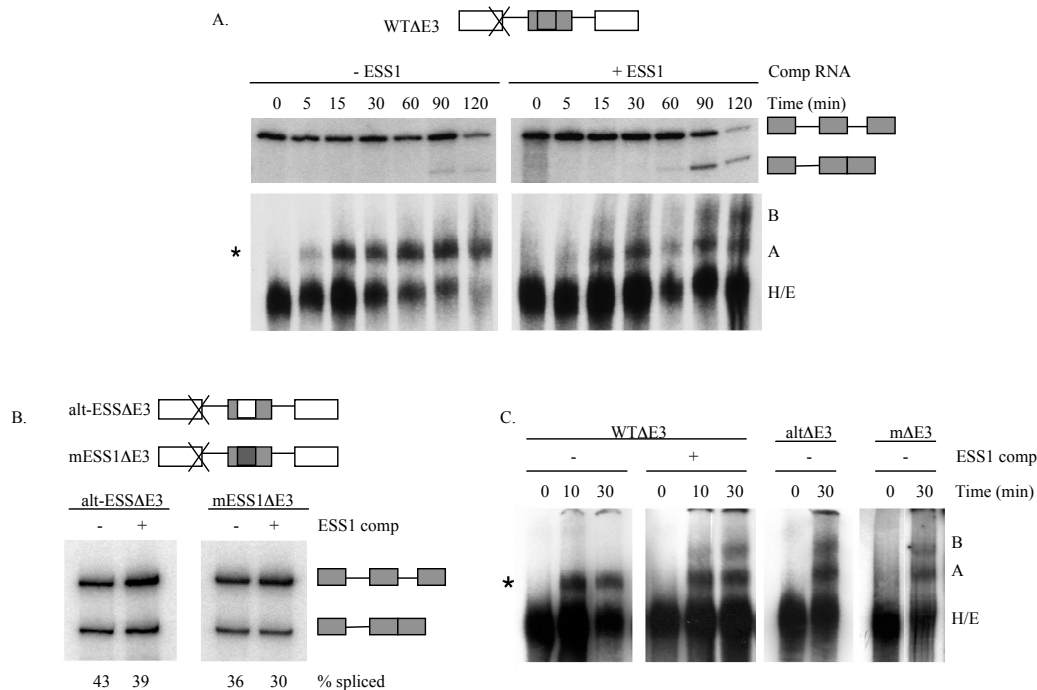 A.
WTΔE3
- ESS1 + ESS1 Comp RNA
0 5 15 30 60 90 120 0 5 15 30 60 90 120 Time (min)
B
* A
H/E
B.
alt-ESSΔE3
mESS1ΔE3
alt-ESSΔE3 mESS1ΔE3
- + - + ESS1 comp
43 39 36 30 % spliced
C.
WTΔE3 altΔE3 mΔE3
- + - - ESS1 comp
0 10 30 0 10 30 0 30 0 30 Time (min)
B
* A
H/E